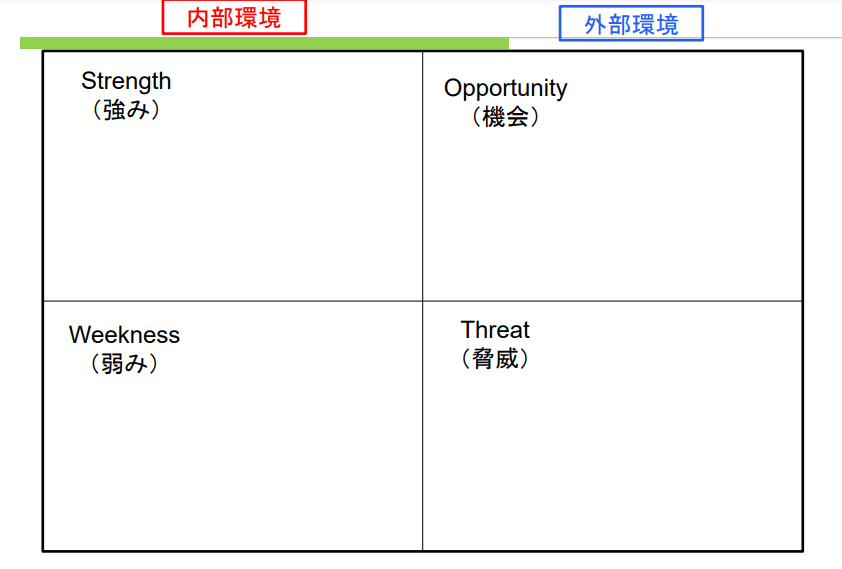 内部環境
外部環境
Strength
（強み）
Opportunity
（機会）
Weekness
（弱み）
Threat
（脅威）